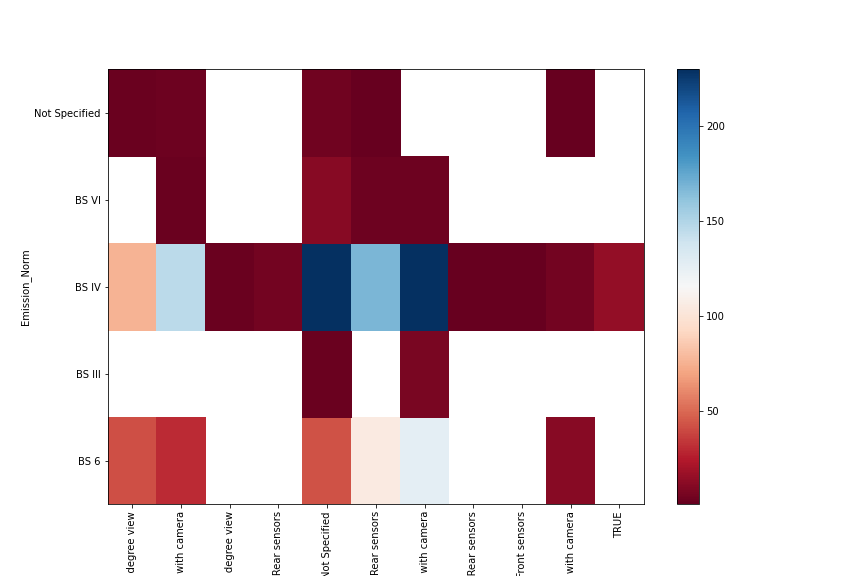 Not Specified
BS VI
BS IV
BS III
BS 6
Emission_Norm
200
150
100
50
degree view
with camera
degree view
Rear sensors
Not Specified
Rear sensors
with camera
Rear sensors
Front sensors
with camera
TRUE